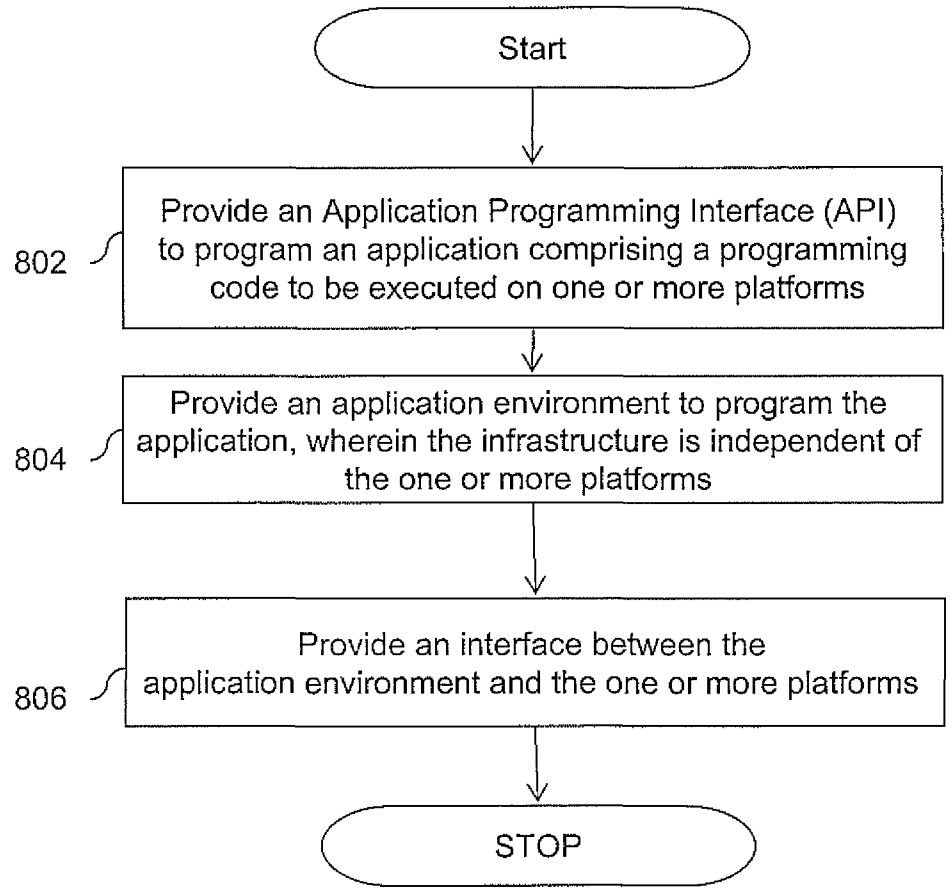 Start
802
Provide an Application Programming Interface (API)
to program an application comprising a programming
code to be executed on one or more platforms
804
Provide an application environment to program the
application, wherein the infrastructure is independent of
the one or more platforms
806
Provide an interface between the
application environment and the one or more platforms
STOP